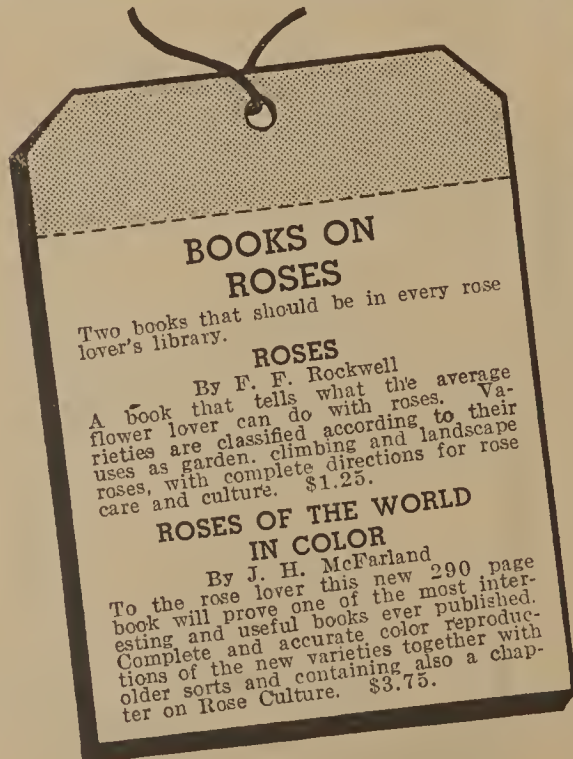 BOOKS ON
ROSES
Two books that should be in every rose
lover's library.
ROSES
By F. F. Rockwell
A book that tells what the average
flower lover can do with roses. Va-
rieties are classified according to their
uses as garden. climbing and landscape
roses, with complete directions for rose
care and culture. $1.25.
ROSES OF THE WORLD
IN COLOR
By J. H. McFarland
To the rose lover this new 290 page
book will prove one of the most inter-
esting and useful books ever published.
Complete and accurate color reproduc-
tions of the new varieties together with
older sorts and containing also a chap-
ter on Rose Culture. $3.75.